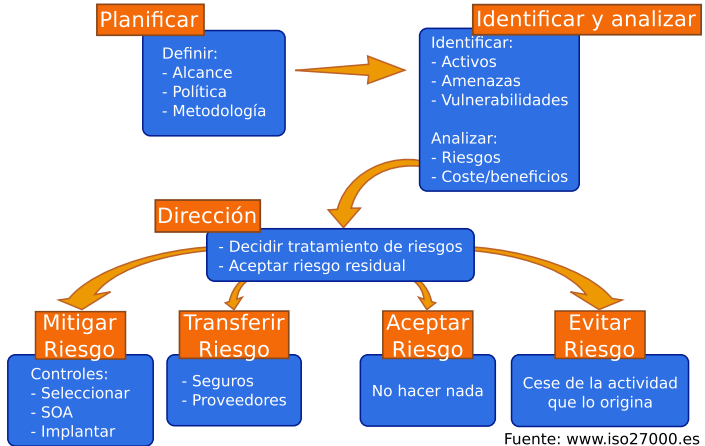 Planificar
Definir:
- Alcance
- Política
- Metodología
Identificar y analizar
Identificar:
- Activos
- Amenazas
- Vulnerabilidades
Analizar:
- Riesgos
- Coste/beneficios
Dirección
- Decidir tratamiento de riesgos
- Aceptar riesgo residual
Mitigar
Riesgo
Controles:
- Seleccionar
- SOA
- Implantar
Transferir
Riesgo
- Seguros
- Proveedores
Aceptar
Riesgo
No hacer nada
Evitar
Riesgo
Cese de la actividad
que lo origina
Fuente: www.iso27000.es